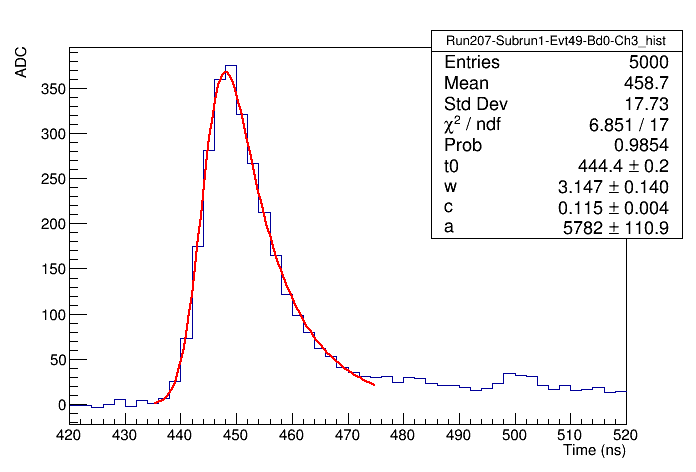 Run207-Subrun1-Evt49-Bd0-Ch3_hist
Entries 5000
Mean 458.7
Std Dev 17.73
χ² / ndf 6.851 / 17
Prob 0.9854
t0 444.4 ± 0.2
w 3.147 ± 0.140
c 0.115 ± 0.004
a 5782 ± 110.9
ADC
350
300
250
200
150
100
50
0
420 430 440 450 460 470 480 490 500 510 520
Time (ns)